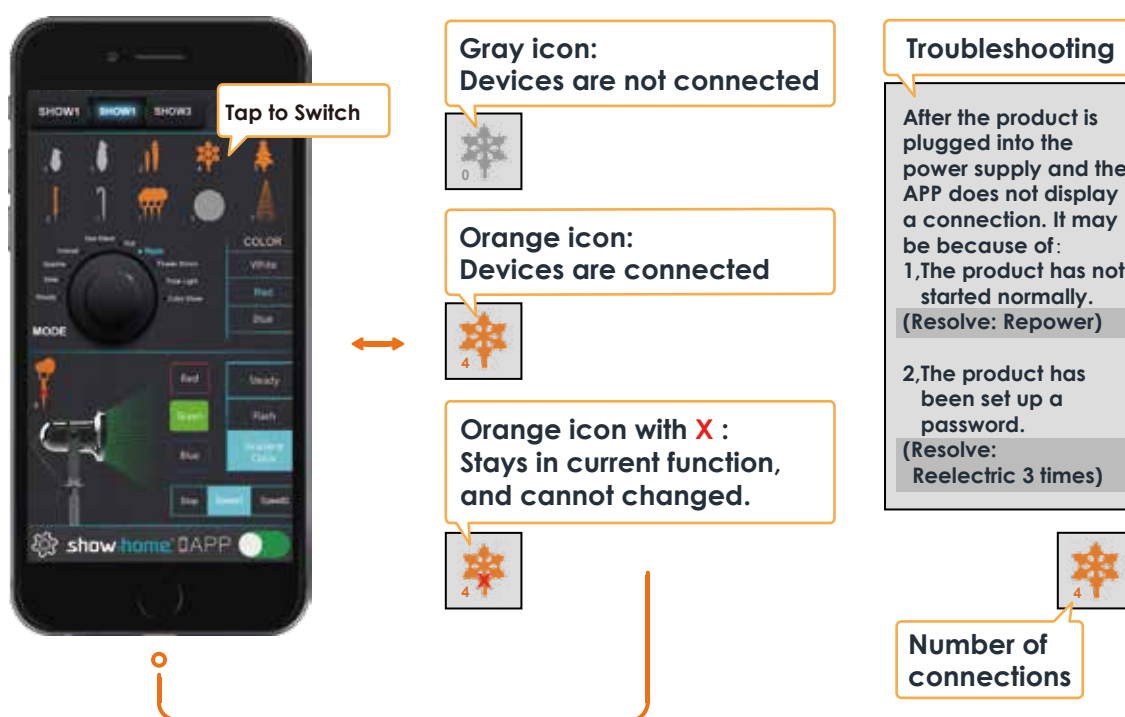 SHOW1 SHOW1 SHOW3
Tap to Switch
COLOR
White
Red
Blue
MODE
Red
Steady
Green
Flash
Blue
Stop
show home APP
Gray icon:
Devices are not connected
0
Orange icon:
Devices are connected
4
Orange icon with X :
Stays in current function,
and cannot changed.
4
X
Troubleshooting
After the product is
plugged into the
power supply and the
APP does not display
a connection. It may
be because of:
1,The product has not
started normally.
(Resolve: Repower)
2,The product has
been set up a
password.
(Resolve:
Reelectric 3 times)
4
Number of
connections